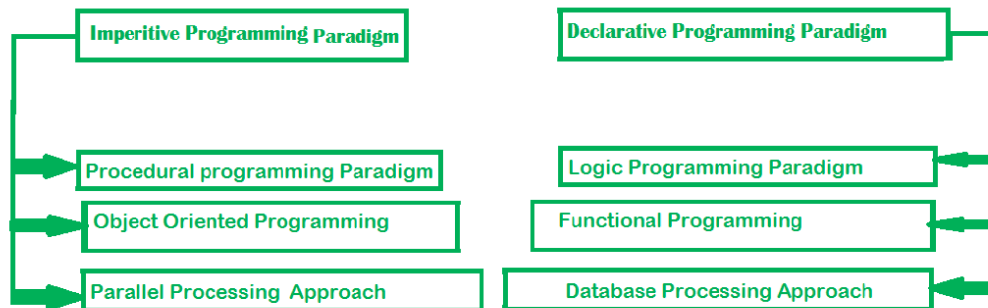 Imperitive Programming Paradigm
Declarative Programming Paradigm
Procedural programming Paradigm
Logic Programming Paradigm
Object Oriented Programming
Functional Programming
Parallel Processing Approach
Database Processing Approach